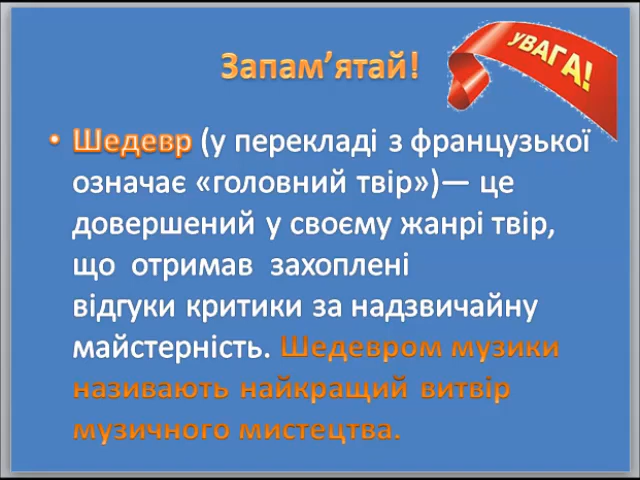 УВАГА!
Запам’ятай!
• Шедевр (у перекладі з французької
означає «головний твір»)— це
довершений у своєму жанрі твір,
що отримав захоплені
відгуки критики за надзвичайну
майстерність. Шедевром музики
називають найкращий витвір
музичного мистецтва.